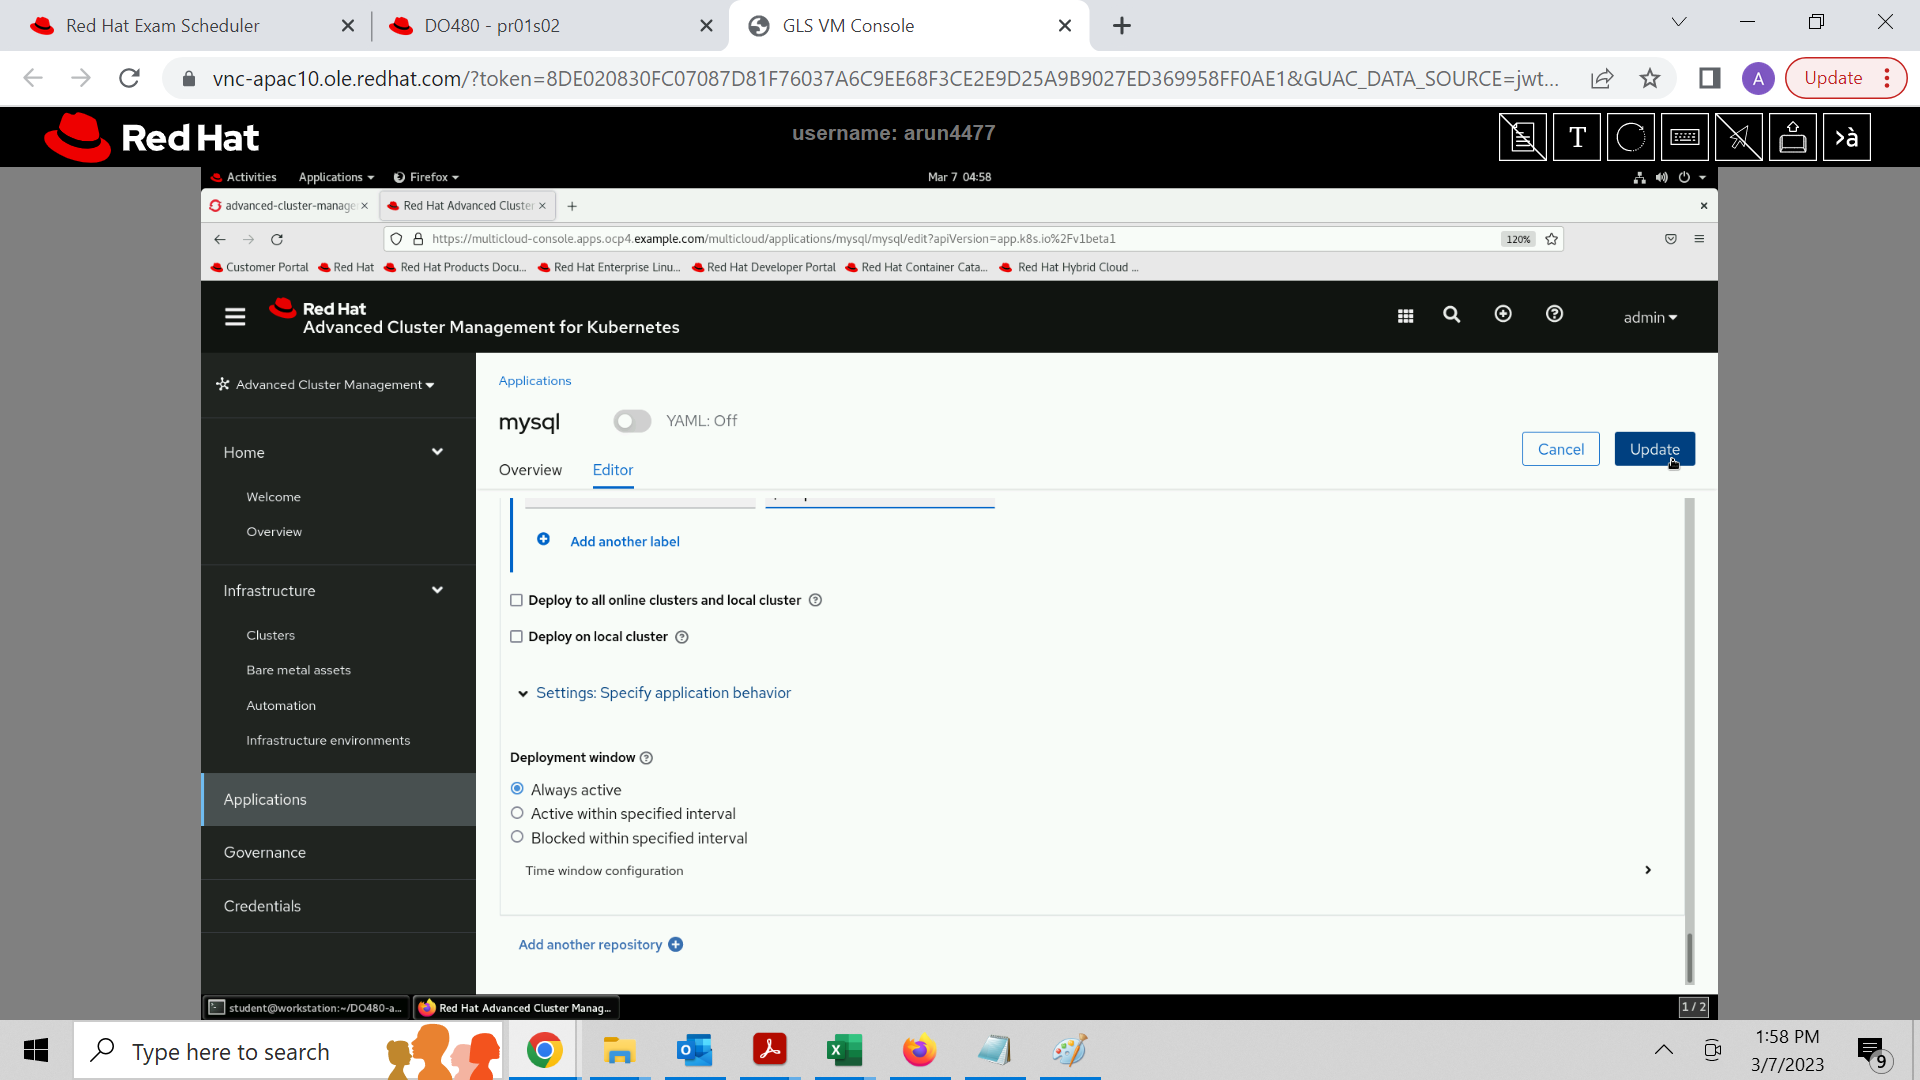 Red Hat Exam Scheduler
DO480 - pr01s02
GLS VM Console
vnc-apac10.ole.redhat.com/?token=8DE020830FC07087D81F76037A6C9EE68F3CE2E9D25A9B9027ED369958FF0AE1&GUAC_DATA_SOURCE=jwt...
A
Update
Red Hat
username: arun4477
T
›à
Activities
Applications
Firefox
Mar 7 04:58
advanced-cluster-manage
Red Hat Advanced Cluster
https://multicloud-console.apps.ocp4.example.com/multicloud/applications/mysql/mysql/edit?apiVersion=app.k8s.io%2Fv1beta1
120%
Customer Portal
Red Hat
Red Hat Products Docu...
Red Hat Enterprise Linu...
Red Hat Developer Portal
Red Hat Container Cata...
Red Hat Hybrid Cloud ...
Red Hat
Advanced Cluster Management for Kubernetes
admin
Advanced Cluster Management
Home
Welcome
Overview
Infrastructure
Clusters
Bare metal assets
Automation
Infrastructure environments
Applications
Governance
Credentials
Applications
mysql
YAML: Off
Cancel
Update
Overview
Editor
Add another label
Deploy to all online clusters and local cluster
Deploy on local cluster
Settings: Specify application behavior
Deployment window
Always active
Active within specified interval
Blocked within specified interval
Time window configuration
Add another repository
student@workstation:~/DO480-a...
Red Hat Advanced Cluster Manag...
1 / 2
Type here to search
1:58 PM
3/7/2023
9